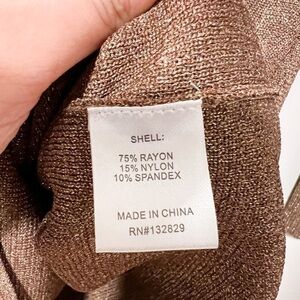 SHELL:
75% RAYON
15% NYLON
10% SPANDEX
MADE IN CHINA
RN#132829